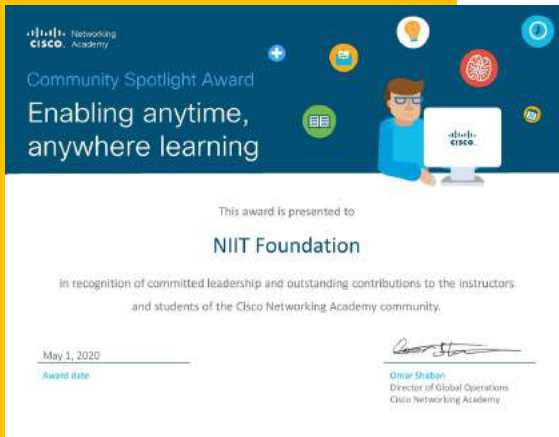 Networking
CISCO. Academy
Community Spotlight Award
Enabling anytime,
anywhere learning
CISCO.
This award is presented to
NIIT Foundation
in recognition of committed leadership and outstanding contributions to the instructors
and students of the Cisco Networking Academy community.
May 1, 2020
Award date
Omar Shaban
Director of Global Operations
Cisco Networking Academy